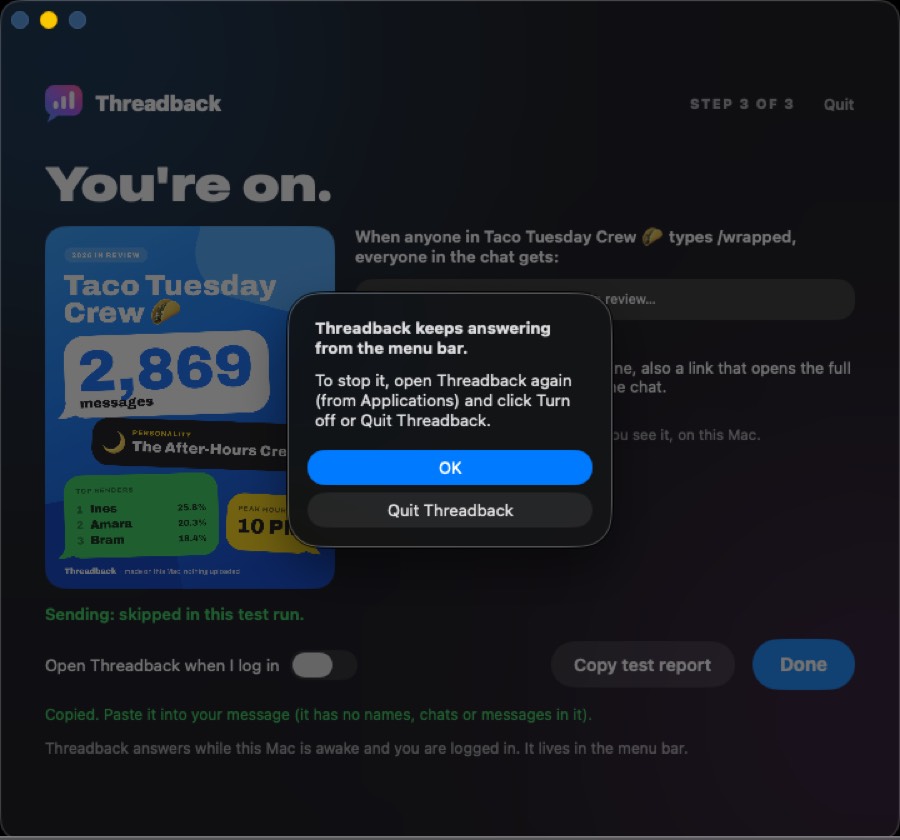 Threadback
STEP 3 OF 3
Quit
You're on.
2026 IN REVIEW
Taco Tuesday
Crew 🌮
2,869
messages
PERSONALITY
The After-Hours Cre
TOP SENDERS
1 Ines 25.8%
2 Amara 20.3%
3 Bram 18.4%
PEAK HOUR
10 P
Threadback made on this Mac, nothing uploaded
When anyone in Taco Tuesday Crew 🌮 types /wrapped,
everyone in the chat gets:
review...
ne, also a link that opens the full
e chat.
ou see it, on this Mac.
Threadback keeps answering
from the menu bar.
To stop it, open Threadback again
(from Applications) and click Turn
off or Quit Threadback.
OK
Quit Threadback
Sending: skipped in this test run.
Open Threadback when I log in
Copy test report
Done
Copied. Paste it into your message (it has no names, chats or messages in it).
Threadback answers while this Mac is awake and you are logged in. It lives in the menu bar.